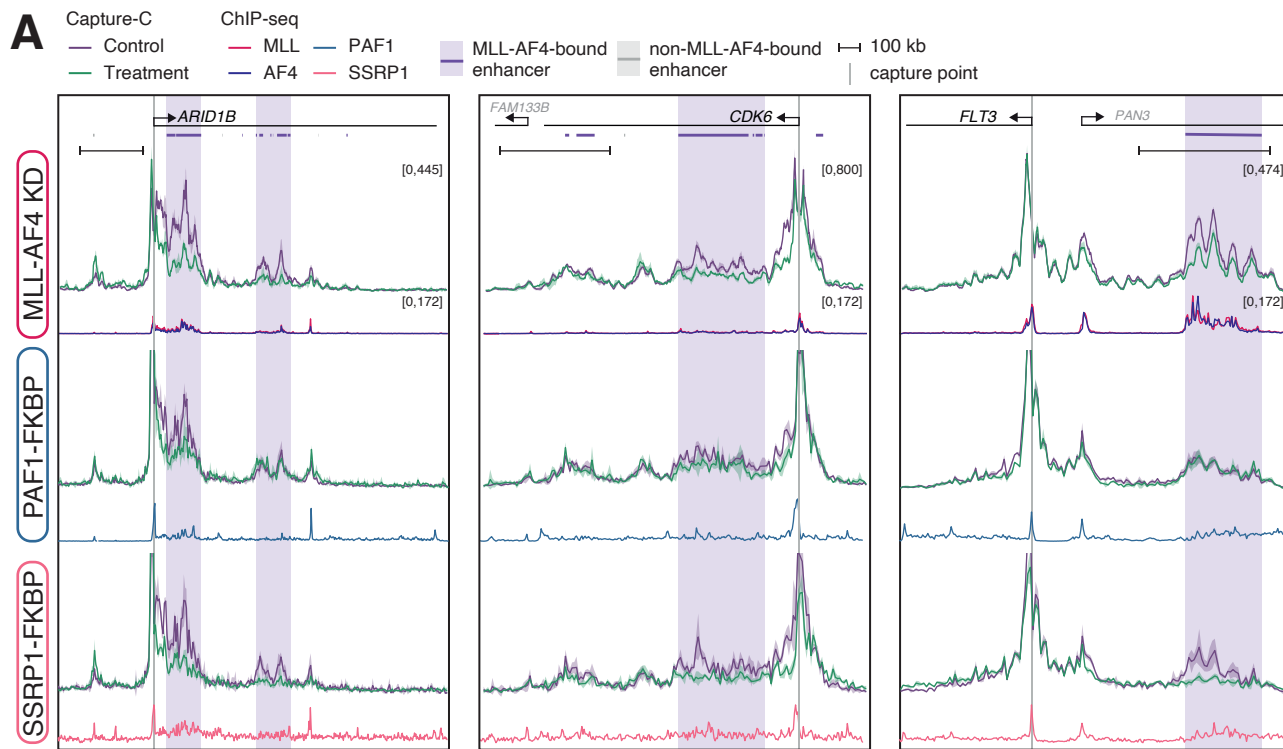 A
Capture-C
Control
Treatment
ChIP-seq
MLL
PAF1
AF4
SSRP1
MLL-AF4-bound
enhancer
non-MLL-AF4-bound
enhancer
100 kb
capture point
ARID1B
FAM133B
CDK6
FLT3
PAN3
MLL-AF4 KD
[0,445]
[0,800]
[0,474]
[0,172]
[0,172]
[0,172]
PAF1-FKBP
SSRP1-FKBP